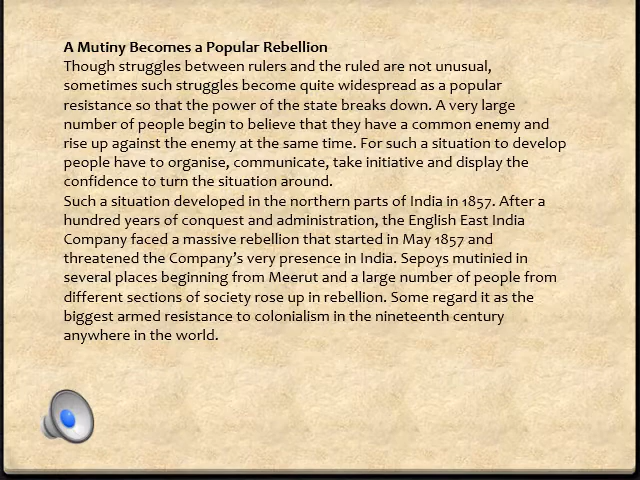 A Mutiny Becomes a Popular Rebellion
Though struggles between rulers and the ruled are not unusual,
sometimes such struggles become quite widespread as a popular
resistance so that the power of the state breaks down. A very large
number of people begin to believe that they have a common enemy and
rise up against the enemy at the same time. For such a situation to develop
people have to organise, communicate, take initiative and display the
confidence to turn the situation around.
Such a situation developed in the northern parts of India in 1857. After a
hundred years of conquest and administration, the English East India
Company faced a massive rebellion that started in May 1857 and
threatened the Company's very presence in India. Sepoys mutinied in
several places beginning from Meerut and a large number of people from
different sections of society rose up in rebellion. Some regard it as the
biggest armed resistance to colonialism in the nineteenth century
anywhere in the world.